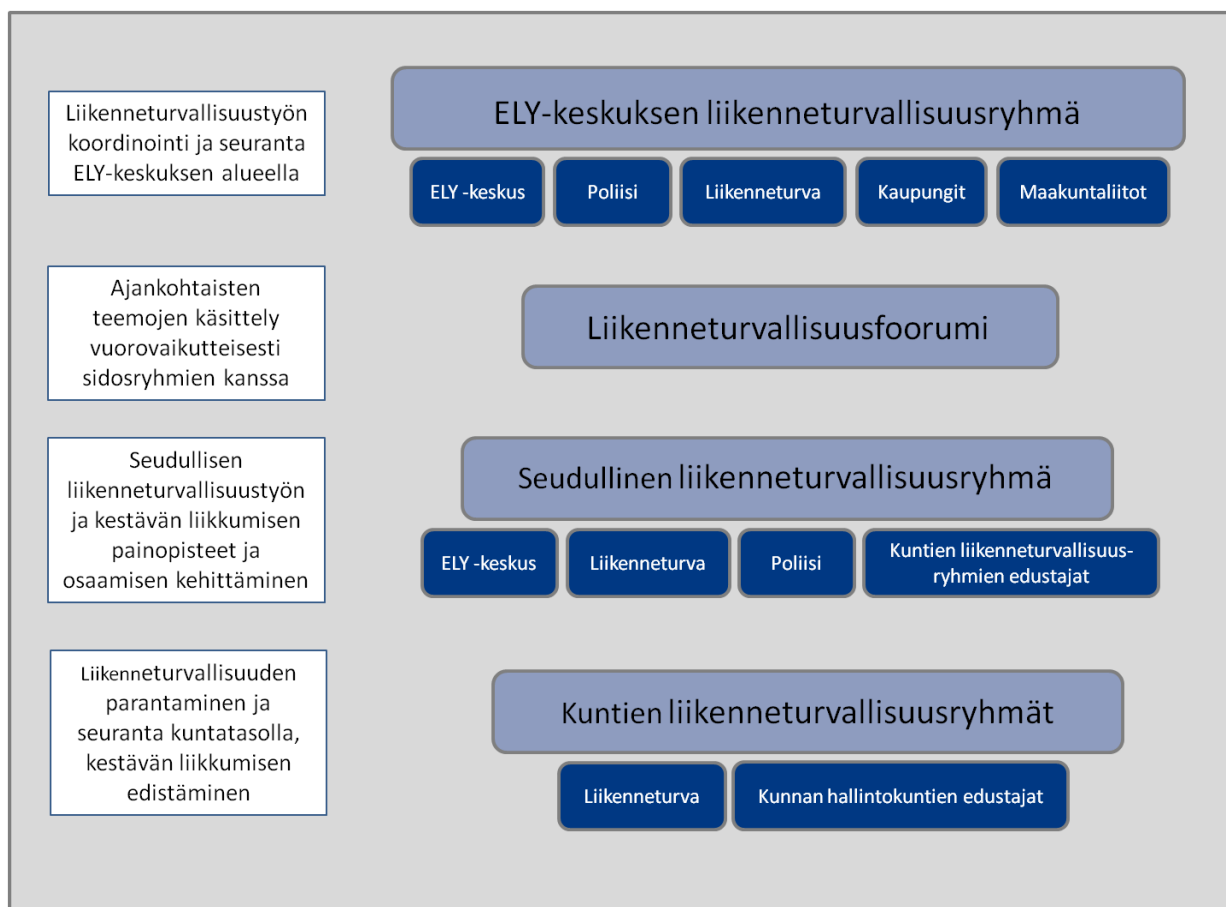 Liikenneturvallisuustyön
koordinointi ja seuranta
ELY-keskuksen alueella
ELY-keskuksen liikenneturvallisuusryhmä
ELY -keskus
Poliisi
Liikenneturva
Kaupungit
Maakuntaliitot
Ajankohtaisten
teemojen käsittely
vuorovaikutteisesti
sidosryhmien kanssa
Liikenneturvallisuusfoorumi
Seudullisen
liikenneturvallisuustyön
ja kestävän liikkumisen
painopisteet ja
osaamisen kehittäminen
Seudullinen liikenneturvallisuusryhmä
ELY -keskus
Liikenneturva
Poliisi
Kuntien liikenneturvallisuus-
ryhmien edustajat
Liikenneturvallisuuden
parantaminen ja
seuranta kuntatasolla,
kestävän liikkumisen
edistäminen
Kuntien liikenneturvallisuusryhmät
Liikenneturva
Kunnan hallintokuntien edustajat